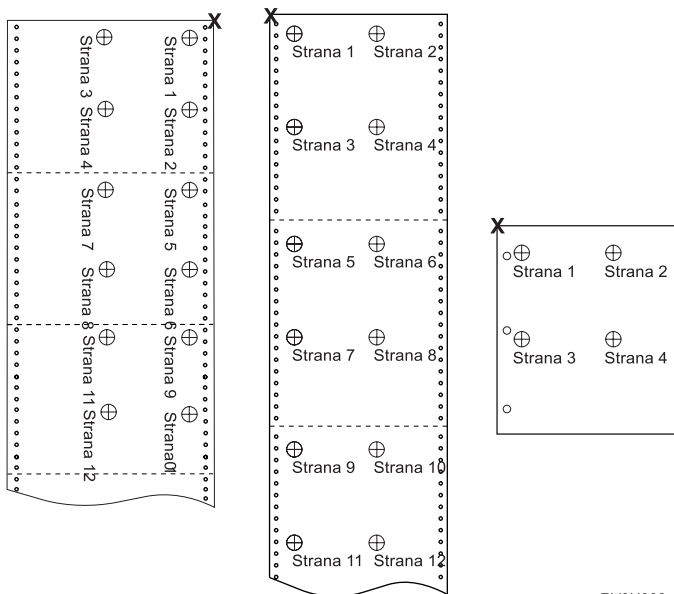 X
Strana 1
Strana 2
Strana 3
Strana 4
Strana 5
Strana 6
Strana 7
Strana 8
Strana 9
Strana01
Strana 11
Strana 12
X
Strana 1 Strana 2
Strana 3 Strana 4
Strana 5 Strana 6
Strana 7 Strana 8
Strana 9 Strana 10
Strana 11 Strana 12
X
Strana 1 Strana 2
Strana 3 Strana 4